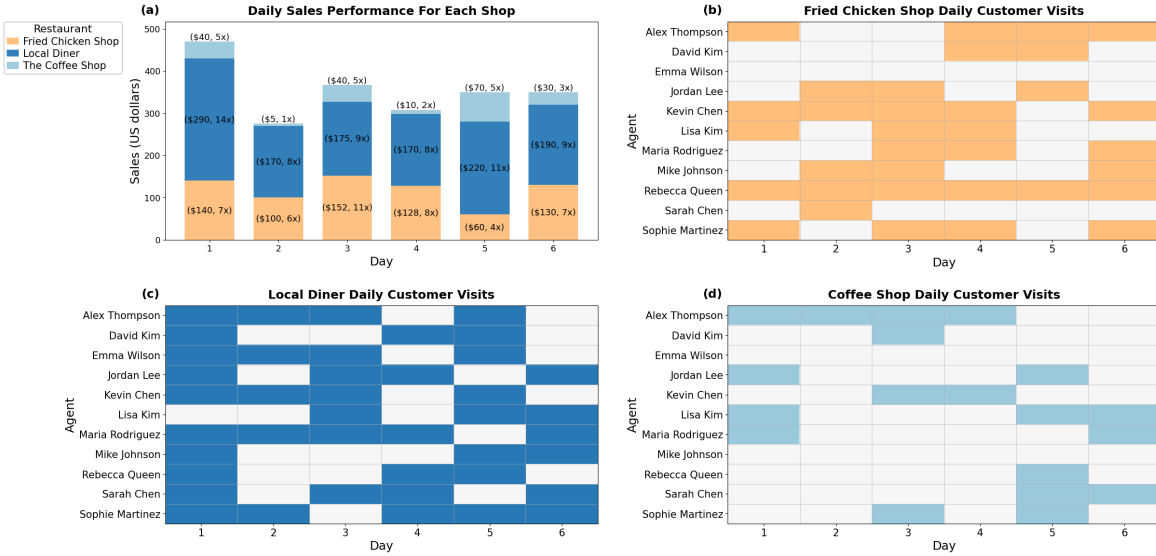 (a) Daily Sales Performance For Each Shop
Restaurant
Fried Chicken Shop
Local Diner
The Coffee Shop
Sales (US dollars)
500
400
300
200
100
0
($40, 5x)
($290, 14x)
($140, 7x)
($5, 1x)
($170, 8x)
($100, 6x)
($40, 5x)
($175, 9x)
($152, 11x)
($10, 2x)
($170, 8x)
($128, 8x)
($70, 5x)
($220, 11x)
($60, 4x)
($30, 3x)
($190, 9x)
($130, 7x)
1 2 3 4 5 6
Day
(b) Fried Chicken Shop Daily Customer Visits
Agent
Alex Thompson
David Kim
Emma Wilson
Jordan Lee
Kevin Chen
Lisa Kim
Maria Rodriguez
Mike Johnson
Rebecca Queen
Sarah Chen
Sophie Martinez
1 2 3 4 5 6
Day
(c) Local Diner Daily Customer Visits
Agent
Alex Thompson
David Kim
Emma Wilson
Jordan Lee
Kevin Chen
Lisa Kim
Maria Rodriguez
Mike Johnson
Rebecca Queen
Sarah Chen
Sophie Martinez
1 2 3 4 5 6
Day
(d) Coffee Shop Daily Customer Visits
Agent
Alex Thompson
David Kim
Emma Wilson
Jordan Lee
Kevin Chen
Lisa Kim
Maria Rodriguez
Mike Johnson
Rebecca Queen
Sarah Chen
Sophie Martinez
1 2 3 4 5 6
Day